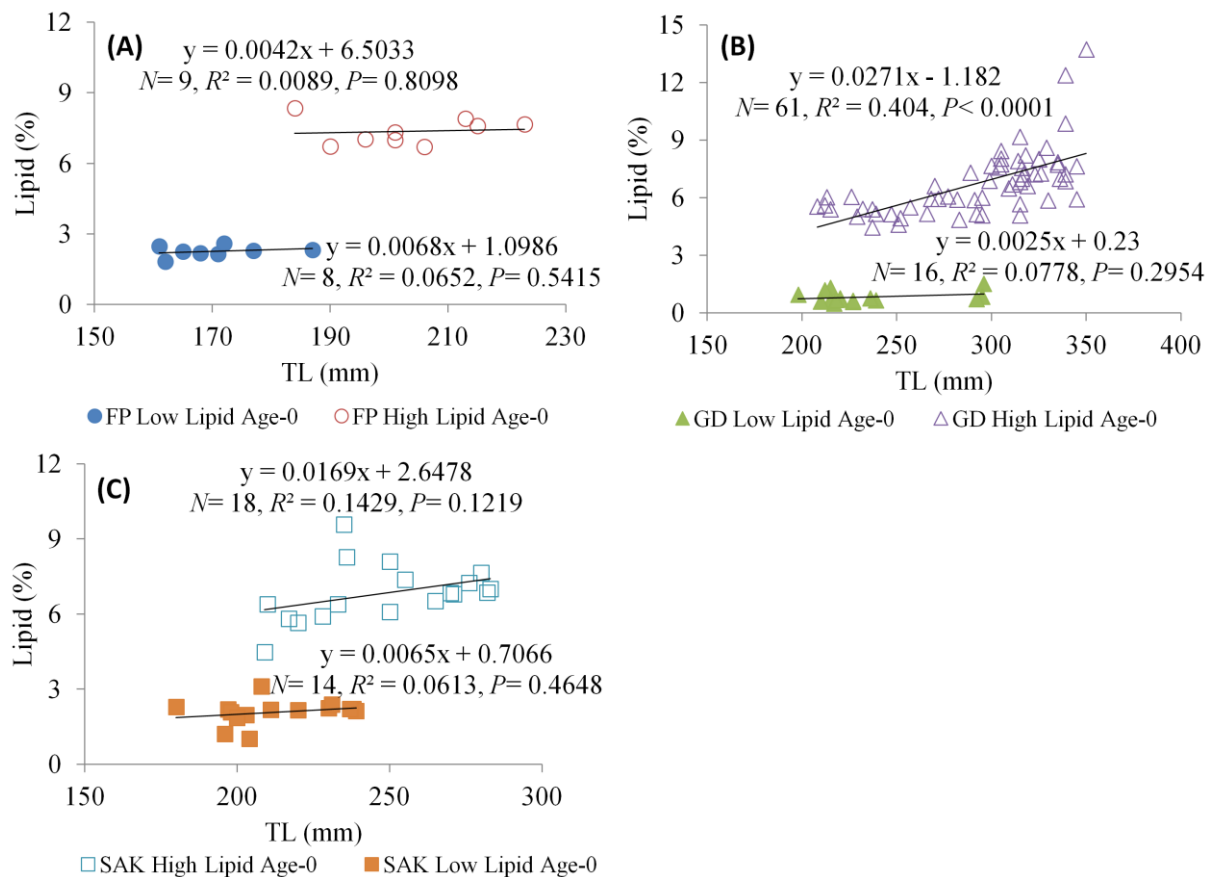 (A)
y = 0.0042x + 6.5033
N= 9, R² = 0.0089, P= 0.8098
y = 0.0068x + 1.0986
N= 8, R² = 0.0652, P= 0.5415
Lipid (%)
12
9
6
3
0
150
170
190
210
230
TL (mm)
FP Low Lipid Age-0
FP High Lipid Age-0
(B)
y = 0.0271x - 1.182
N= 61, R² = 0.404, P< 0.0001
y = 0.0025x + 0.23
N= 16, R² = 0.0778, P= 0.2954
Lipid (%)
15
12
9
6
3
0
150
200
250
300
350
400
TL (mm)
GD Low Lipid Age-0
GD High Lipid Age-0
(C)
y = 0.0169x + 2.6478
N= 18, R² = 0.1429, P= 0.1219
y = 0.0065x + 0.7066
N= 14, R² = 0.0613, P= 0.4648
Lipid (%)
12
9
6
3
0
150
200
250
300
TL (mm)
SAK High Lipid Age-0
SAK Low Lipid Age-0